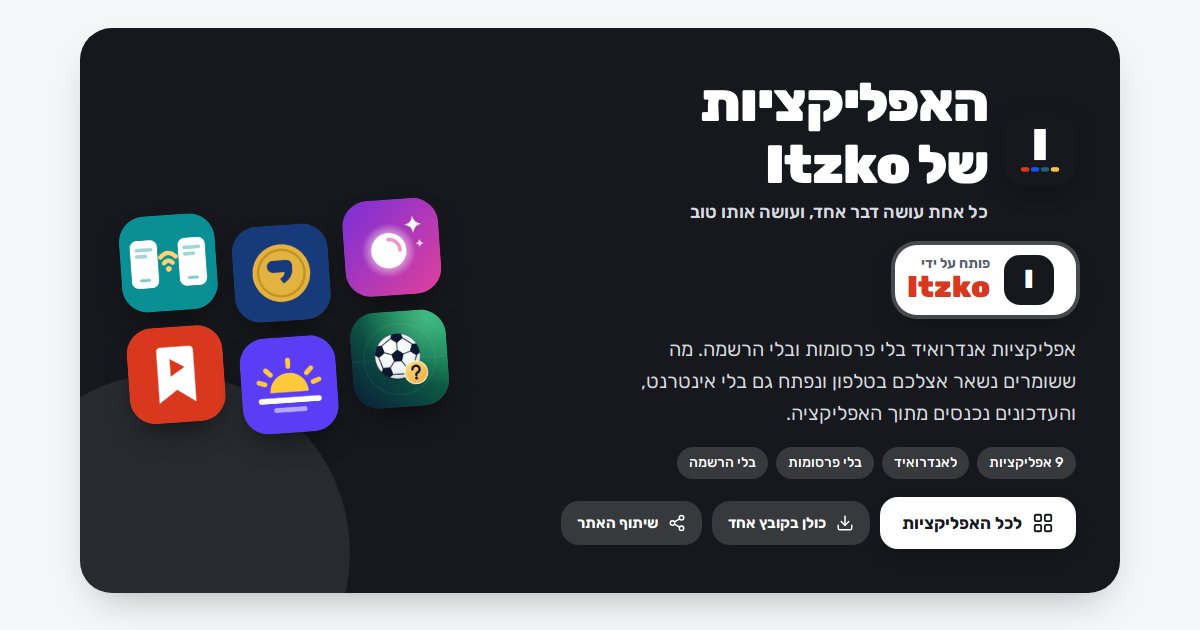 האפליקציות
של Itzko
כל אחת עושה דבר אחד, ועושה אותו טוב
פותח על ידי
Itzko
אפליקציות אנדרואיד בלי פרסומות ובלי הרשמה. מה
ששומרים נשאר אצלכם בטלפון ונפתח גם בלי אינטרנט,
והעדכונים נכנסים מתוך האפליקציה.
9 אפליקציות
לאנדרואיד
בלי פרסומות
בלי הרשמה
לכל האפליקציות
כולן בקובץ אחד
שיתוף האתר